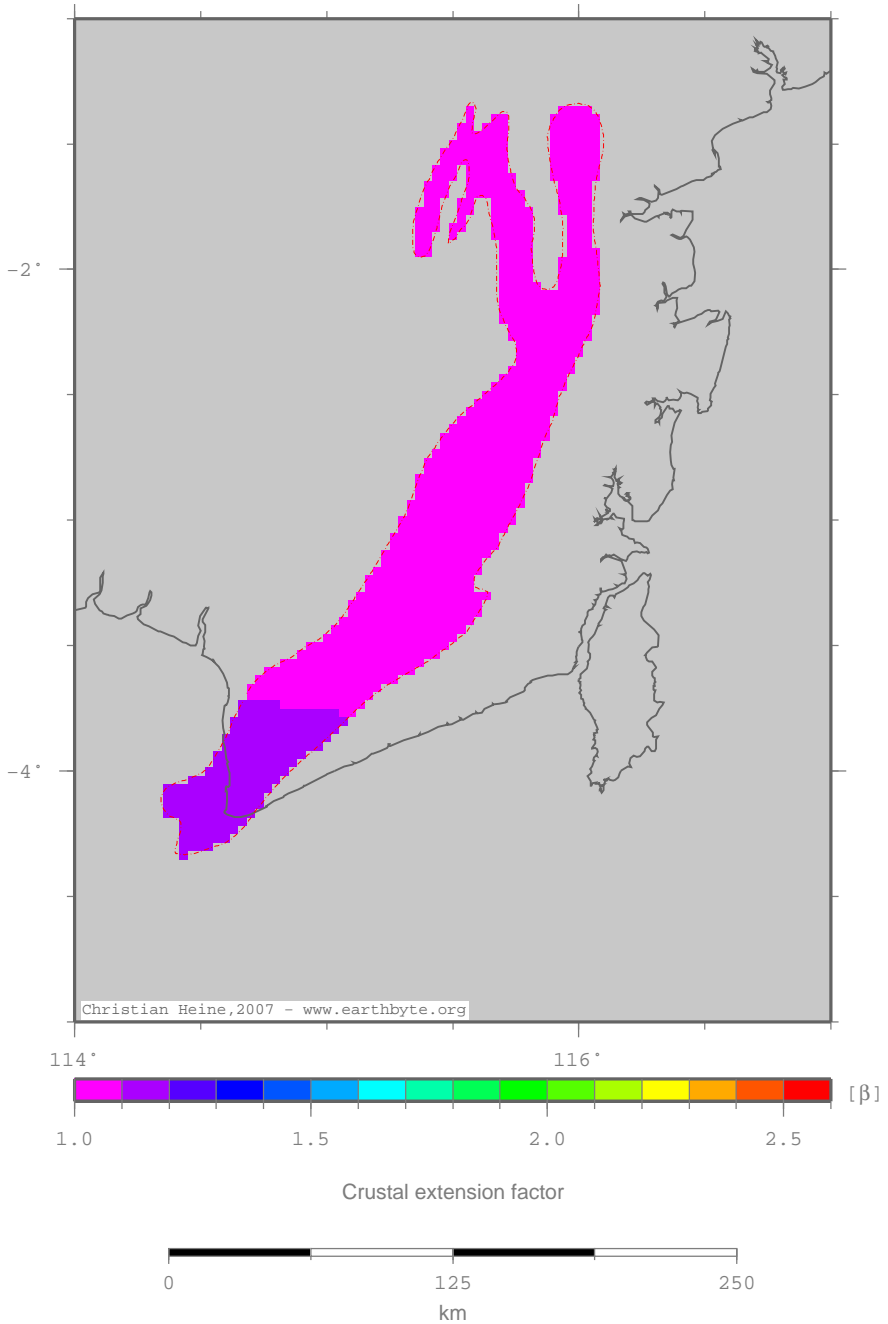 −2˚
−4˚
Christian Heine,2007 − www.earthbyte.org
114˚ 116˚
[β]
1.0 1.5 2.0 2.5
Crustal extension factor
0 125 250
km